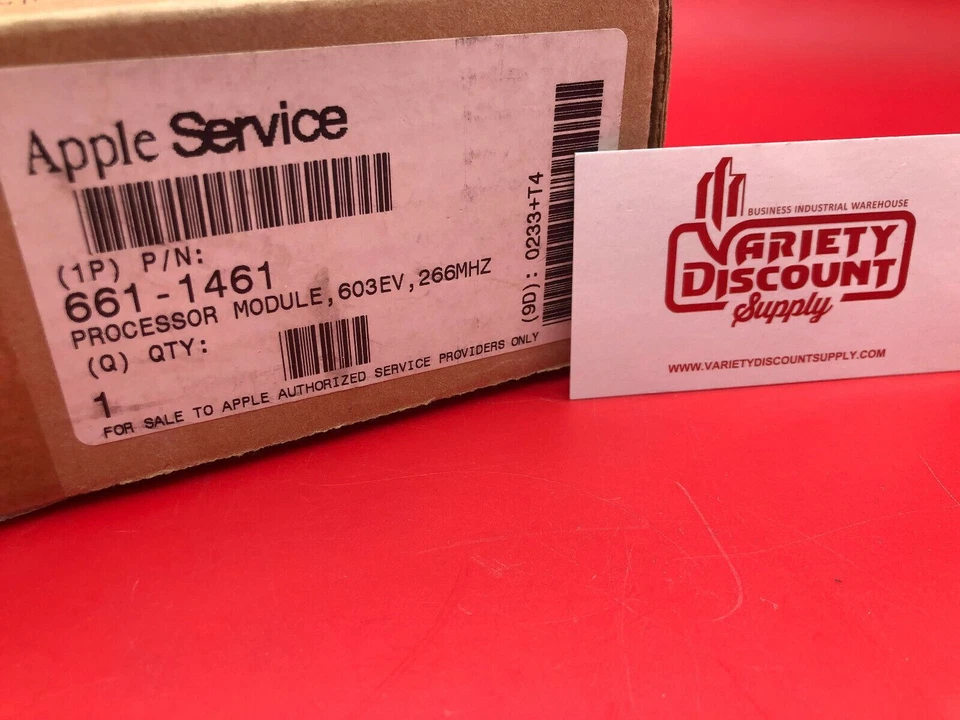 Apple Service
(1P) P/N:
661-1461
PROCESSOR MODULE,603EV,266MHZ
(Q) QTY:
1
FOR SALE TO APPLE AUTHORIZED SERVICE PROVIDERS ONLY
(9D): 0233+T4
BUSINESS INDUSTRIAL WAREHOUSE
VARIETY
DISCOUNT
Supply
WWW.VARIETYDISCOUNTSUPPLY.COM